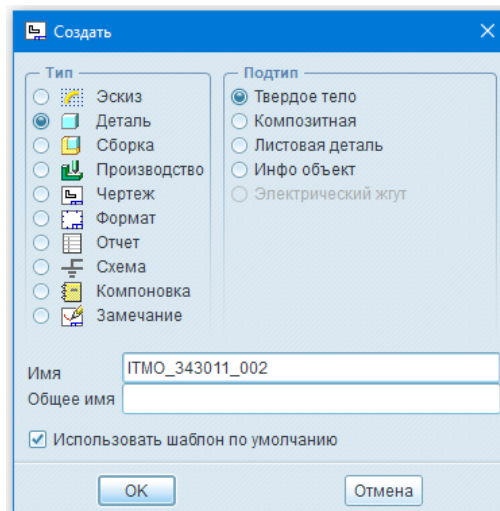 Создать
Тип
Эскиз
Деталь
Сборка
Производство
Чертеж
Формат
Отчет
Схема
Компоновка
Замечание
Подтип
Твердое тело
Композитная
Листовая деталь
Инфо объект
Электрический жгут
Имя ITMO_343011_002
Общее имя
Использовать шаблон по умолчанию
OK Отмена